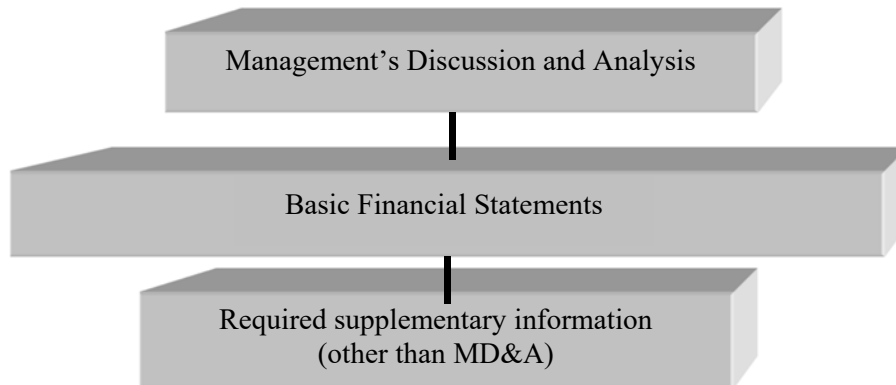 Management’s Discussion and Analysis
Basic Financial Statements
Required supplementary information
(other than MD&A)